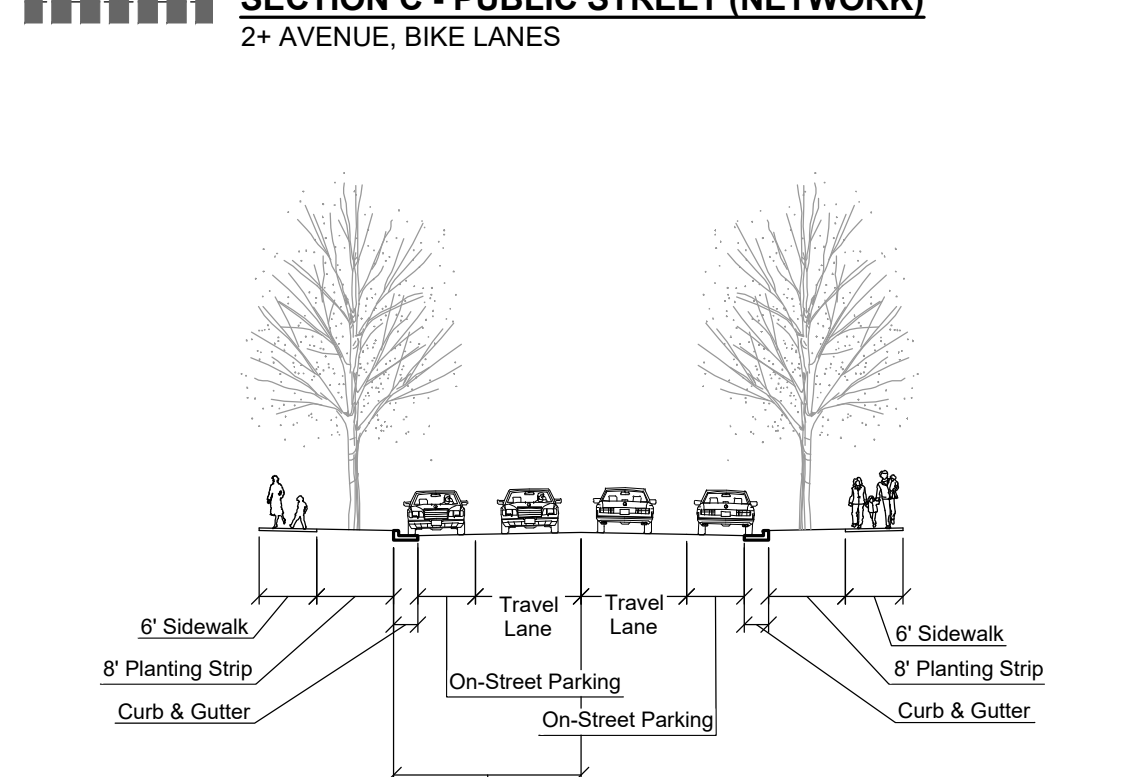 SECTION C - PUBLIC STREET (NETWORK)
2+ AVENUE, BIKE LANES
Travel
Lane
Travel
Lane
6' Sidewalk
6' Sidewalk
8' Planting Strip
8' Planting Strip
On-Street Parking
Curb & Gutter
Curb & Gutter
On-Street Parking